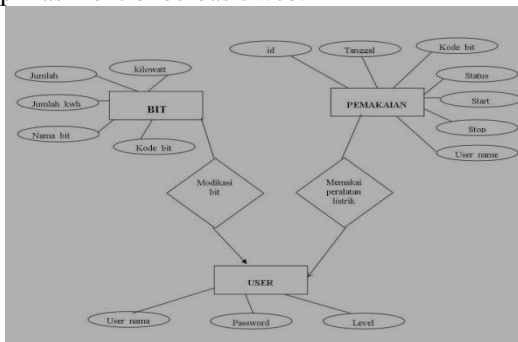 id
Tanggal
Kode bit
Jumlah
kilowatt
Status
Jumlah kwh
BIT
PEMAKAIAN
Start
Nama bit
Kode bit
Stop
User name
Modikasi
bit
Memakai
peralatan
listrik
USER
User nama
Password
Level